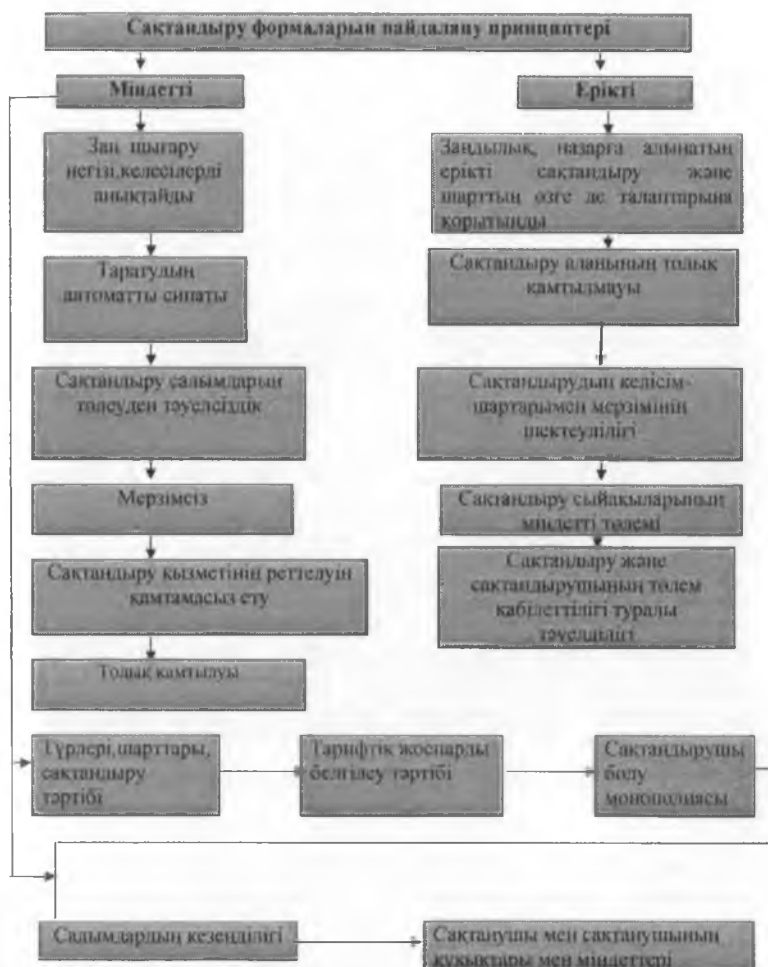 Сақтандыру формаларын пайдалану принциптері
Міндетті
Ерікті
Заң шығару
негізі,келесілерді
анықтайды
Заңдылық, назарға алынатын
ерікті сақтандыру және
шарттың өзге де талаптарына
қорытынды
Таратудың
автоматты сипаты
Сақтандыру аланының толық
қамтылмауы
Сақтандыру салымдарын
төлеуден тәуелсіздік
Сақтандырудың келісім-
шартарымен мерзімінің
шектеулілігі
Мерзімсіз
Сақтандыру сыйақыларының
міндетті төлемі
Сақтандыру қызметінің реттелуін
қамтамасыз ету
Сақтандыру және
сақтандырушының төлем
қабілеттілігі туралы
тәуелділігі
Толық қамтылуы
Түрлері,шарттары,
сақтандыру
тәртібі
Тарифтік жоспарды
белгілеу тәртібі
Сақтандырушы
болу
монополиясы
Салымдардың кезеңділігі
Сақтанушы мен сақтанушының
құқықтары мен міндеттері